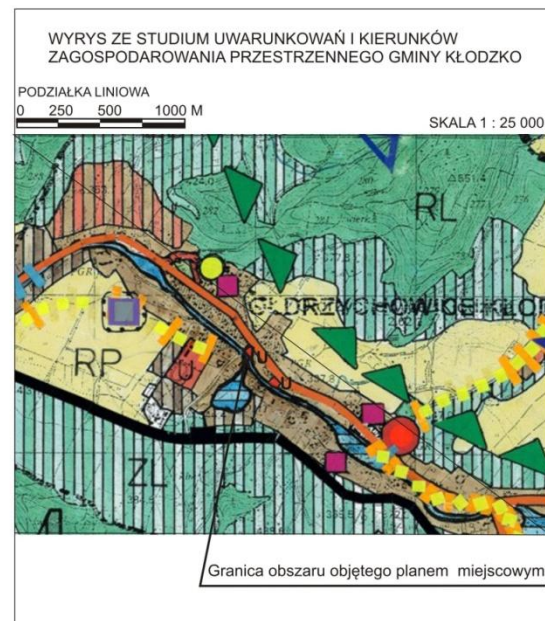 WYRYS ZE STUDIUM UWARUNKOWAŃ I KIERUNKÓW
ZAGOSPODAROWANIA PRZESTRZENNEGO GMINY KŁODZKO
PODZIAŁKA LINIOWA
0 250 500 1000 M
SKALA 1 : 25 000
RL
RP
U
U
U
ZL
Granica obszaru objętego planem miejscowym